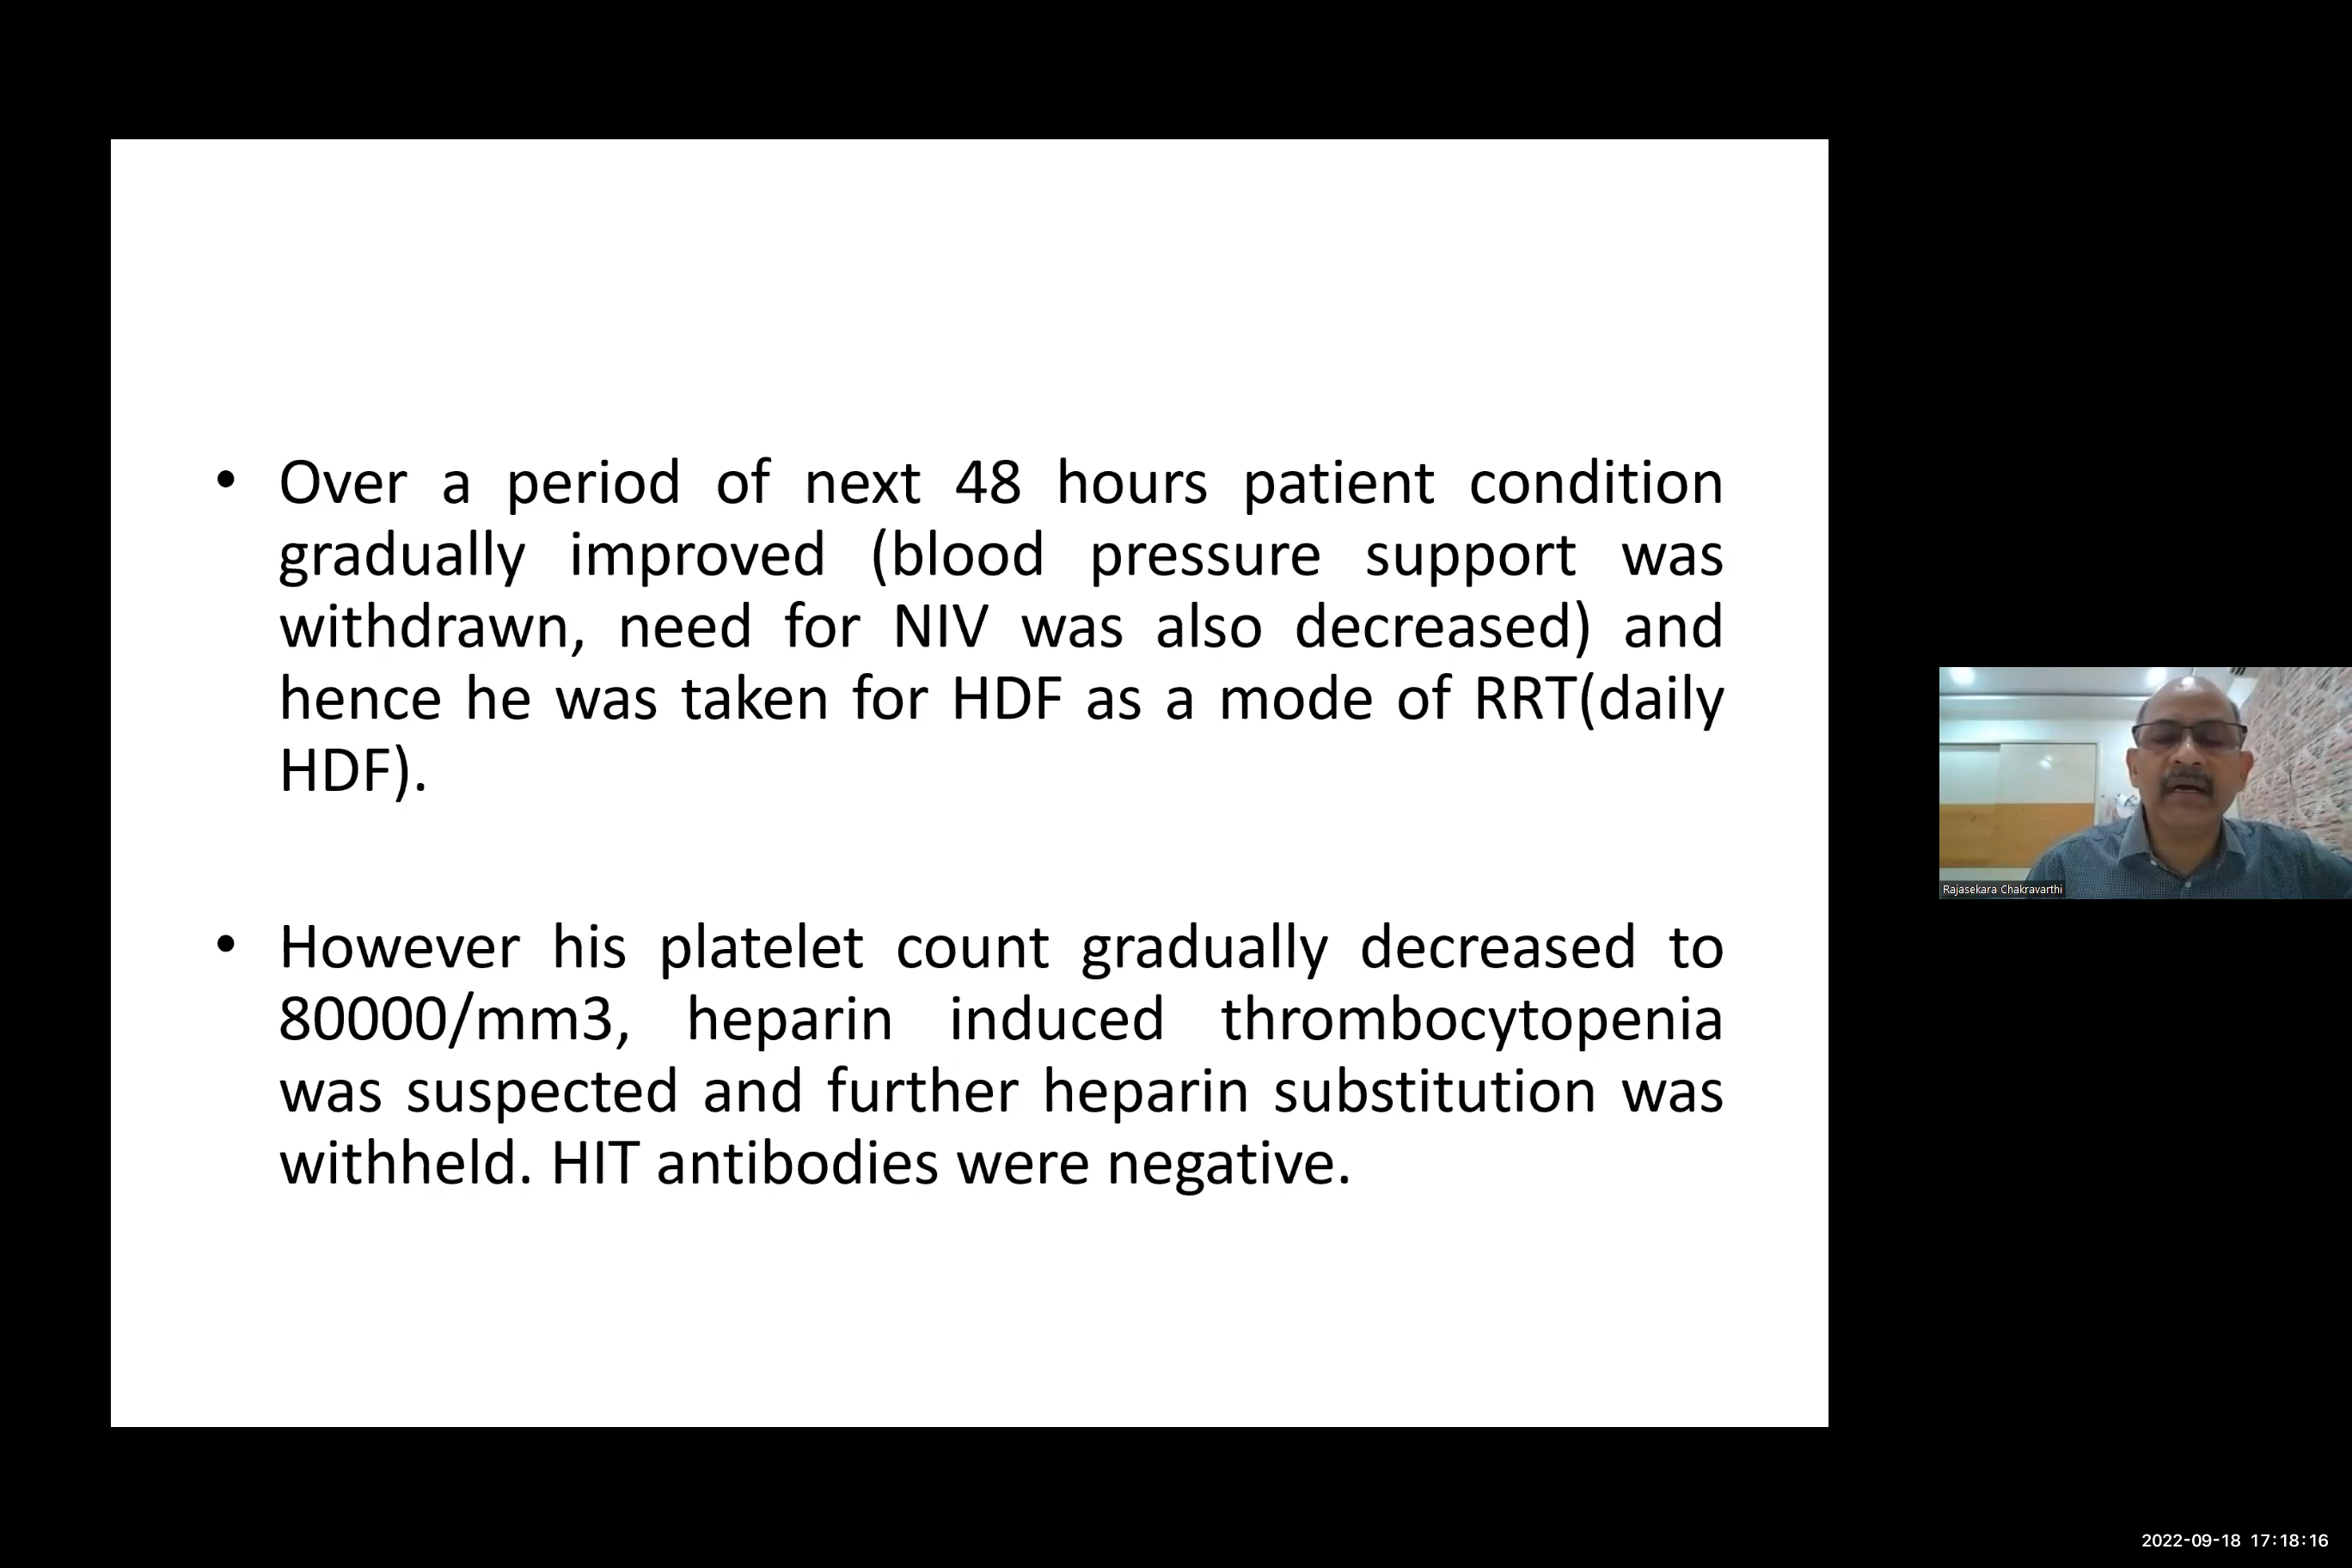 • Over a period of next 48 hours patient condition
gradually improved (blood pressure support was
withdrawn, need for NIV was also decreased) and
hence he was taken for HDF as a mode of RRT(daily
HDF).
• However his platelet count gradually decreased to
80000/mm3, heparin induced thrombocytopenia
was suspected and further heparin substitution was
withheld. HIT antibodies were negative.
Rajasekara Chakravarthi
2022-09-18 17:18:16